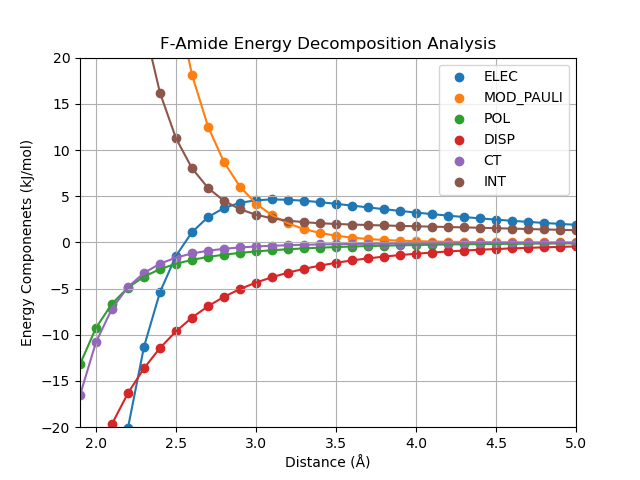 F-Amide Energy Decomposition Analysis
20
15
10
5
0
−5
−10
−15
−20
Energy Componenets (kJ/mol)
ELEC
MOD_PAULI
POL
DISP
CT
INT
2.0 2.5 3.0 3.5 4.0 4.5 5.0
Distance (Å)